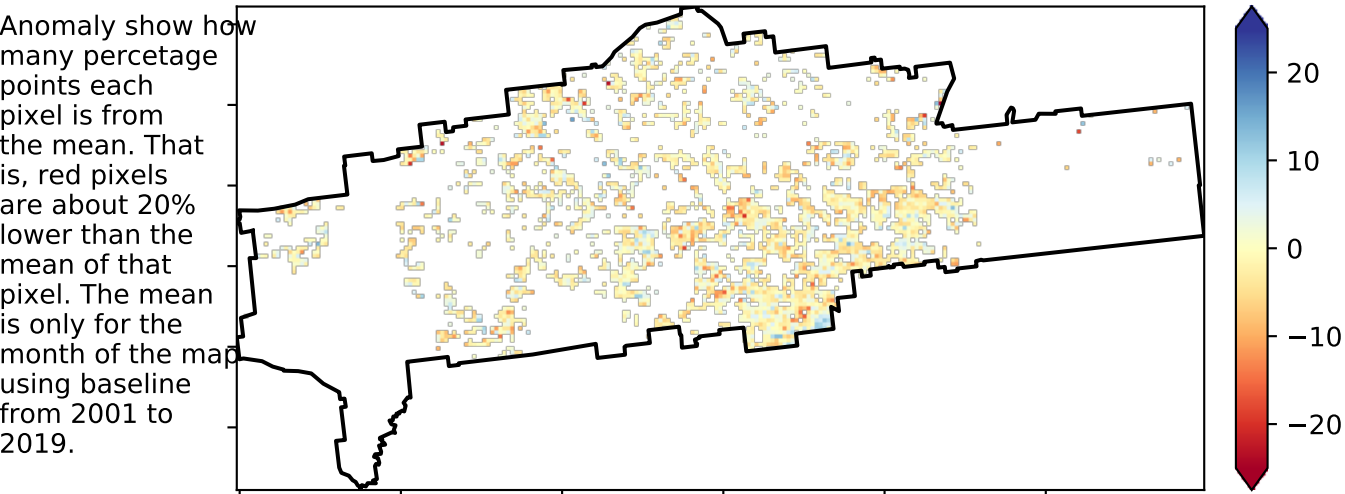 Anomaly show how
many percetage
points each
pixel is from
the mean. That
is, red pixels
are about 20%
lower than the
mean of that
pixel. The mean
is only for the
month of the map
using baseline
from 2001 to
2019.
20
10
0
−10
−20